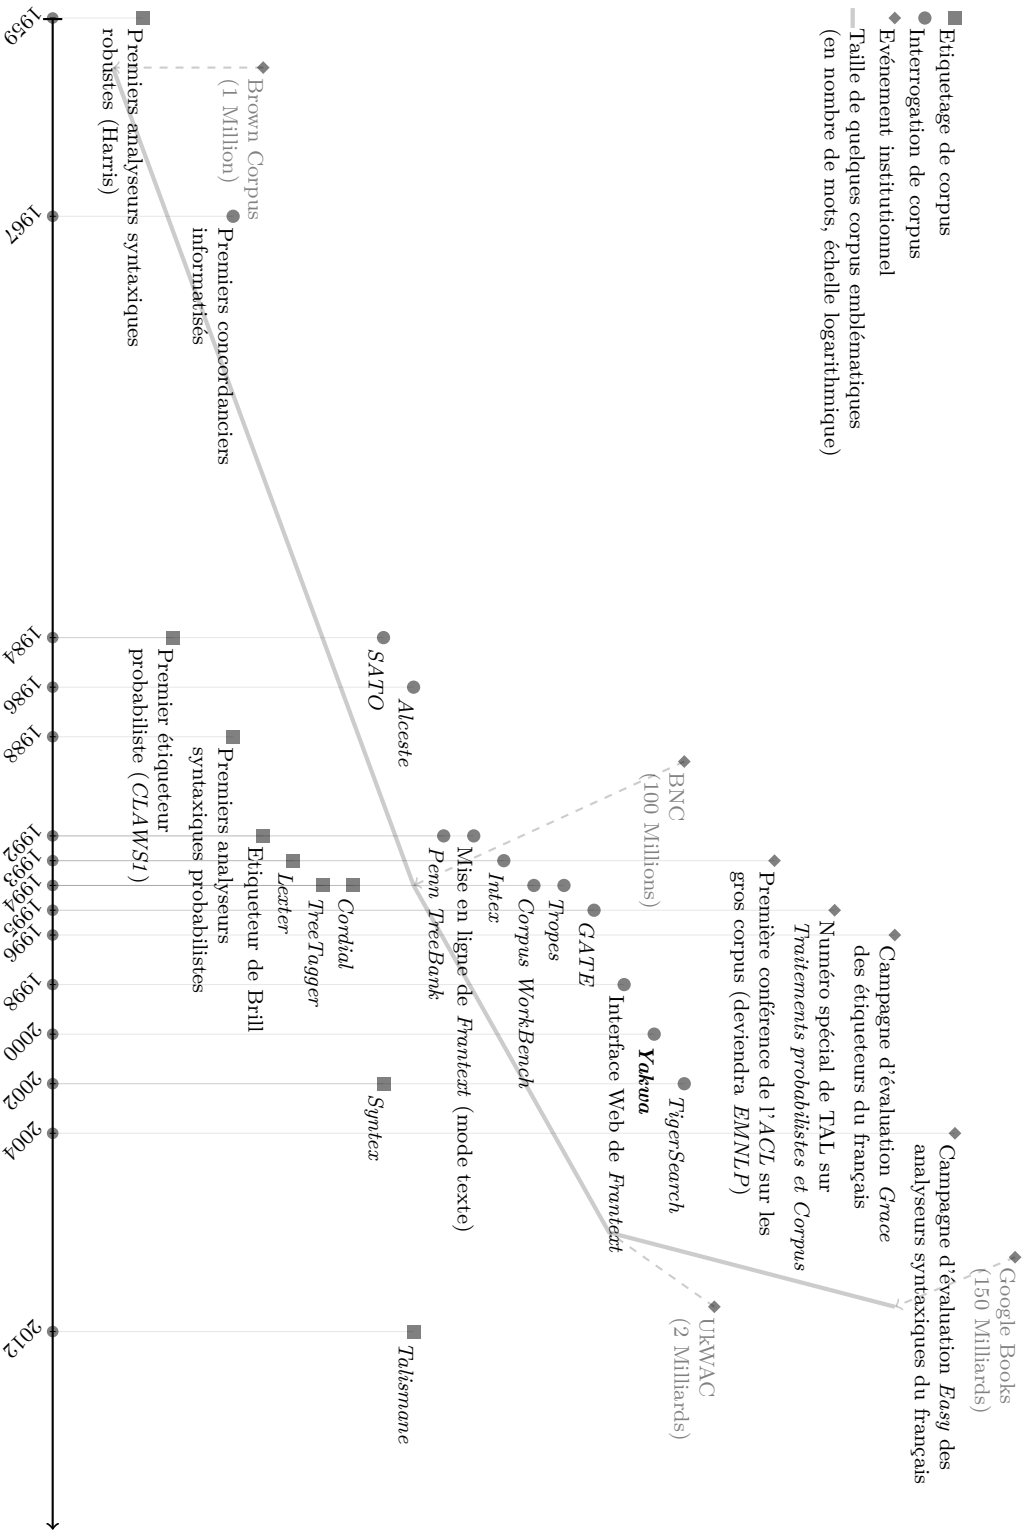 Etiquetage de corpus
Interrogation de corpus
Evénement institutionnel
Taille de quelques corpus emblématiques
(en nombre de mots, échelle logarithmique)
Google Books
(150 Milliards)
Campagne d'évaluation Easy des
analyseurs syntaxiques du français
Campagne d'évaluation Grace
des étiqueteurs du français
Numéro spécial de TAL sur
Traitements probabilistes et Corpus
Première conférence de l'ACL sur les
gros corpus (deviendra EMNLP)
UkWAC
(2 Milliards)
BNC
(100 Millions)
TigerSearch
Yakwa
Interface Web de Frantext
GATE
Tropes
Corpus WorkBench
Intex
Mise en ligne de Frantext (mode texte)
Penn TreeBank
Alceste
SATO
Talismane
Syntex
Cordial
TreeTagger
Lexter
Brown Corpus
(1 Million)
Etiqueteur de Brill
Premiers concordanciers
informatisés
Premiers analyseurs
syntaxiques probabilistes
Premier étiqueteur
probabiliste (CLAWS1)
Premiers analyseurs syntaxiques
robustes (Harris)
1959
1967
1984
1986
1988
1992
1993
1994
1995
1996
1998
2000
2002
2004
2012